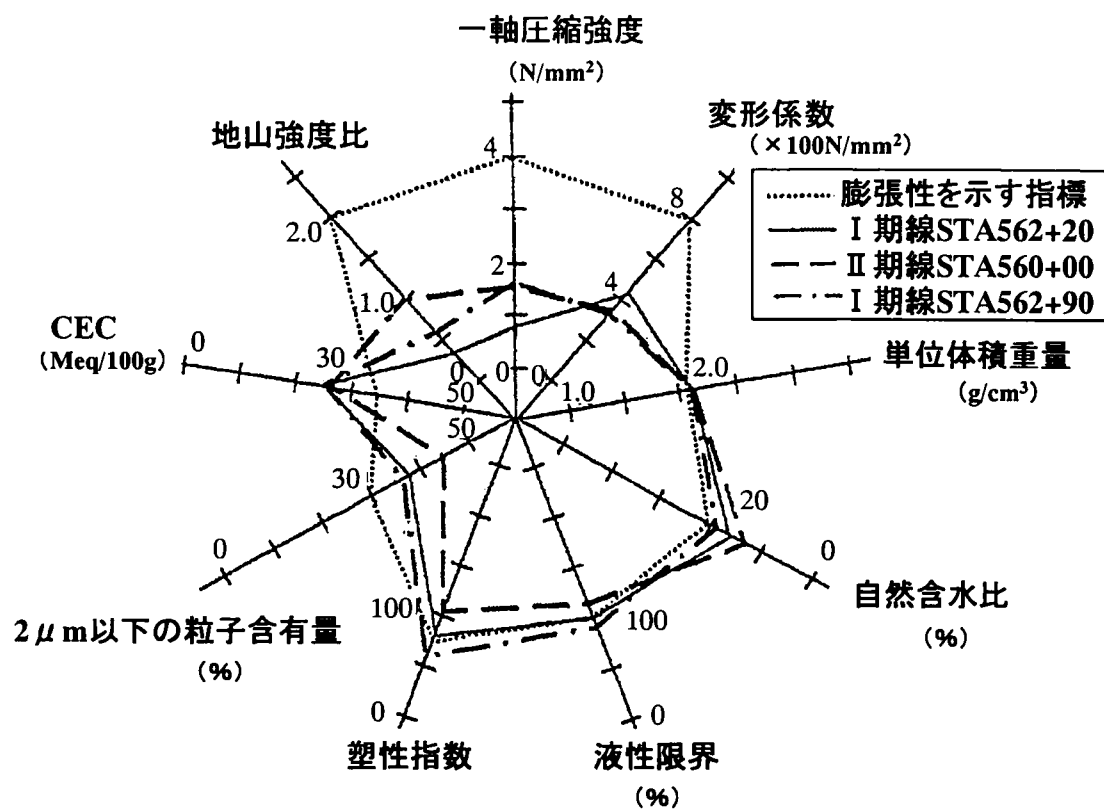 一軸圧縮強度
(N/mm²)
地山強度比
変形係数
(×100N/mm²)
4
8
膨張性を示す指標
Ⅰ期線STA562+20
Ⅱ期線STA560+00
Ⅰ期線STA562+90
2.0
2
4
1.0
CEC
(Meq/100g)
0
30
0
0
2.0
単位体積重量
(g/cm³)
50
1.0
50
30
20
0
自然含水比
(%)
0
100
100
2μm以下の粒子含有量
(%)
0
0
塑性指数
液性限界
(%)